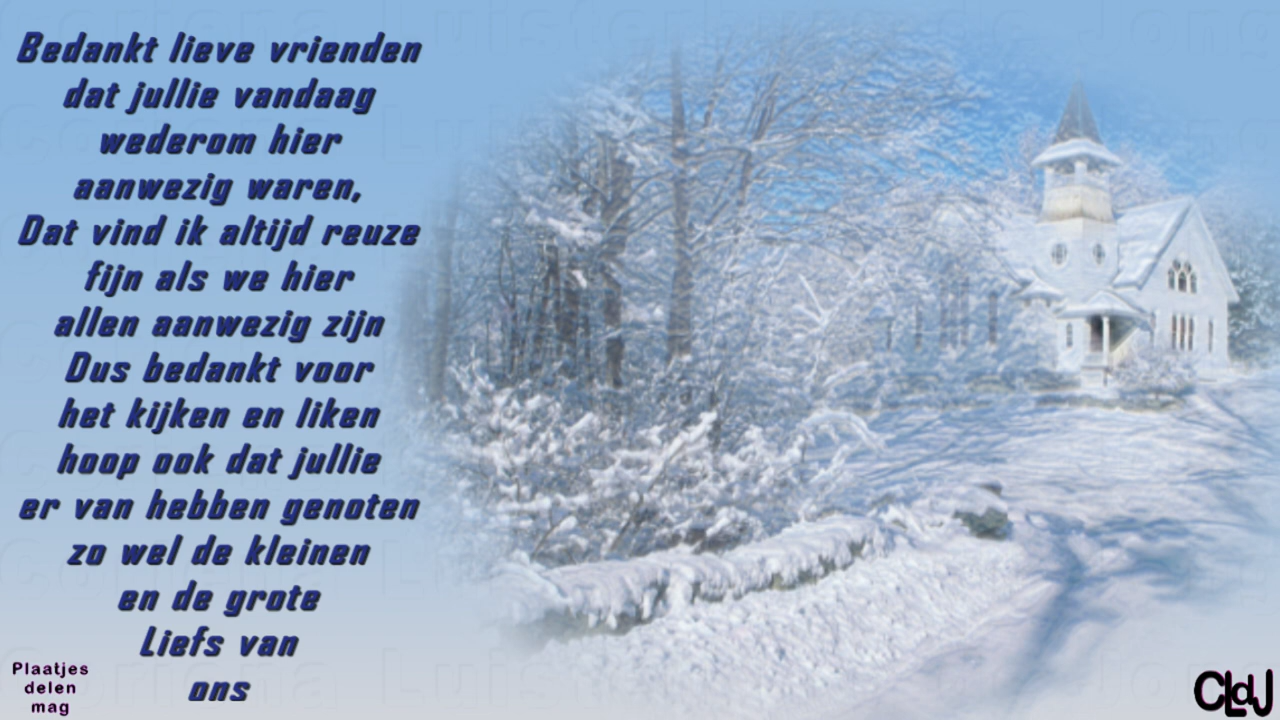 Bedankt lieve vrienden
dat jullie vandaag
wederom hier
aanwezig waren,
Dat vind ik altijd reuze
fijn als we hier
allen aanwezig zijn
Dus bedankt voor
het kijken en liken
hoop ook dat jullie
er van hebben genoten
zo wel de kleinen
en de grote
Liefs van
ons
Plaatjes
delen
mag
CLdJ